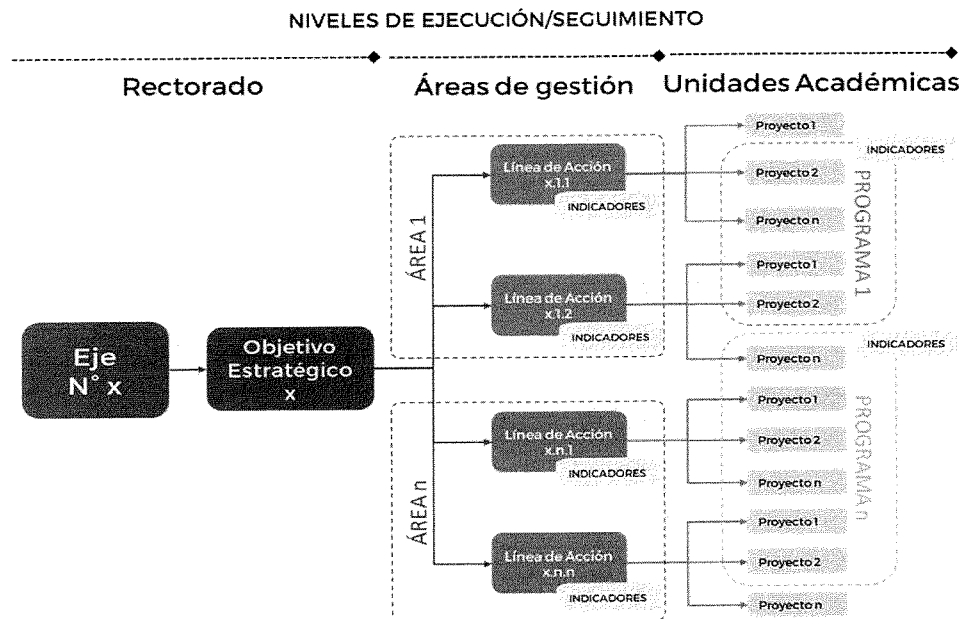 NIVELES DE EJECUCIÓN/SEGUIMIENTO
Rectorado
Áreas de gestión
Unidades Académicas
Eje
N° x
Objetivo
Estratégico
x
ÁREA 1
Línea de Acción
x.1.1
INDICADORES
Línea de Acción
x.1.2
INDICADORES
ÁREA n
Línea de Acción
x.n.1
INDICADORES
Línea de Acción
x.n.n
INDICADORES
Proyecto 1
INDICADORES
Proyecto 2
Proyecto n
Proyecto 1
Proyecto 2
PROGRAMA 1
INDICADORES
Proyecto n
Proyecto 1
Proyecto 2
Proyecto n
Proyecto 1
Proyecto 2
PROGRAMA n
Proyecto n